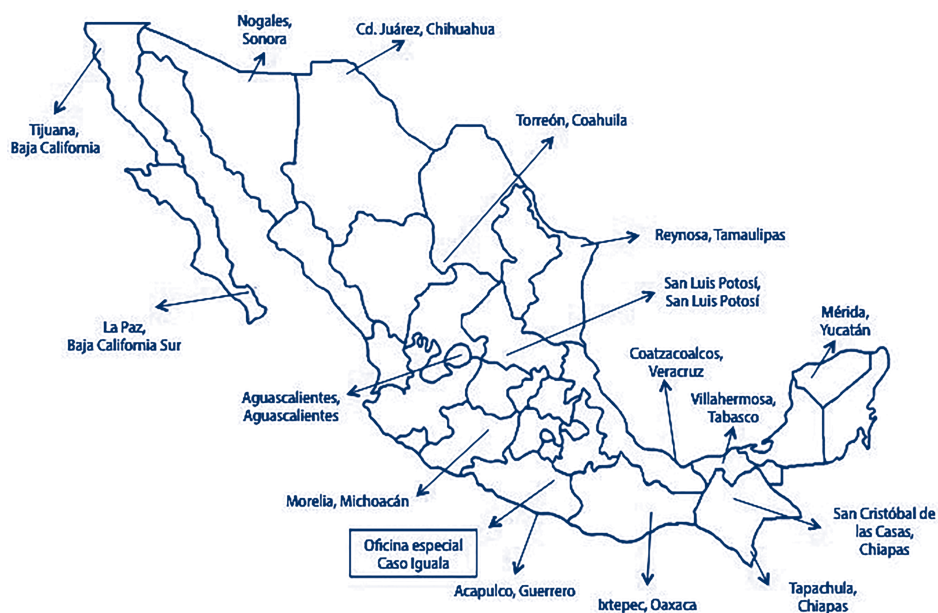 Nogales,
Sonora
Cd. Juárez, Chihuahua
Tijuana,
Baja California
Torreón, Coahuila
Reynosa, Tamaulipas
San Luis Potosí,
San Luis Potosí
La Paz,
Baja California Sur
Mérida,
Yucatán
Coatzacoalcos,
Veracruz
Villahermosa,
Tabasco
Aguascalientes,
Aguascalientes
Morelia, Michoacán
San Cristóbal de
las Casas,
Chiapas
Oficina especial
Caso Iguala
Acapulco, Guerrero
Ixtepec, Oaxaca
Tapachula,
Chiapas